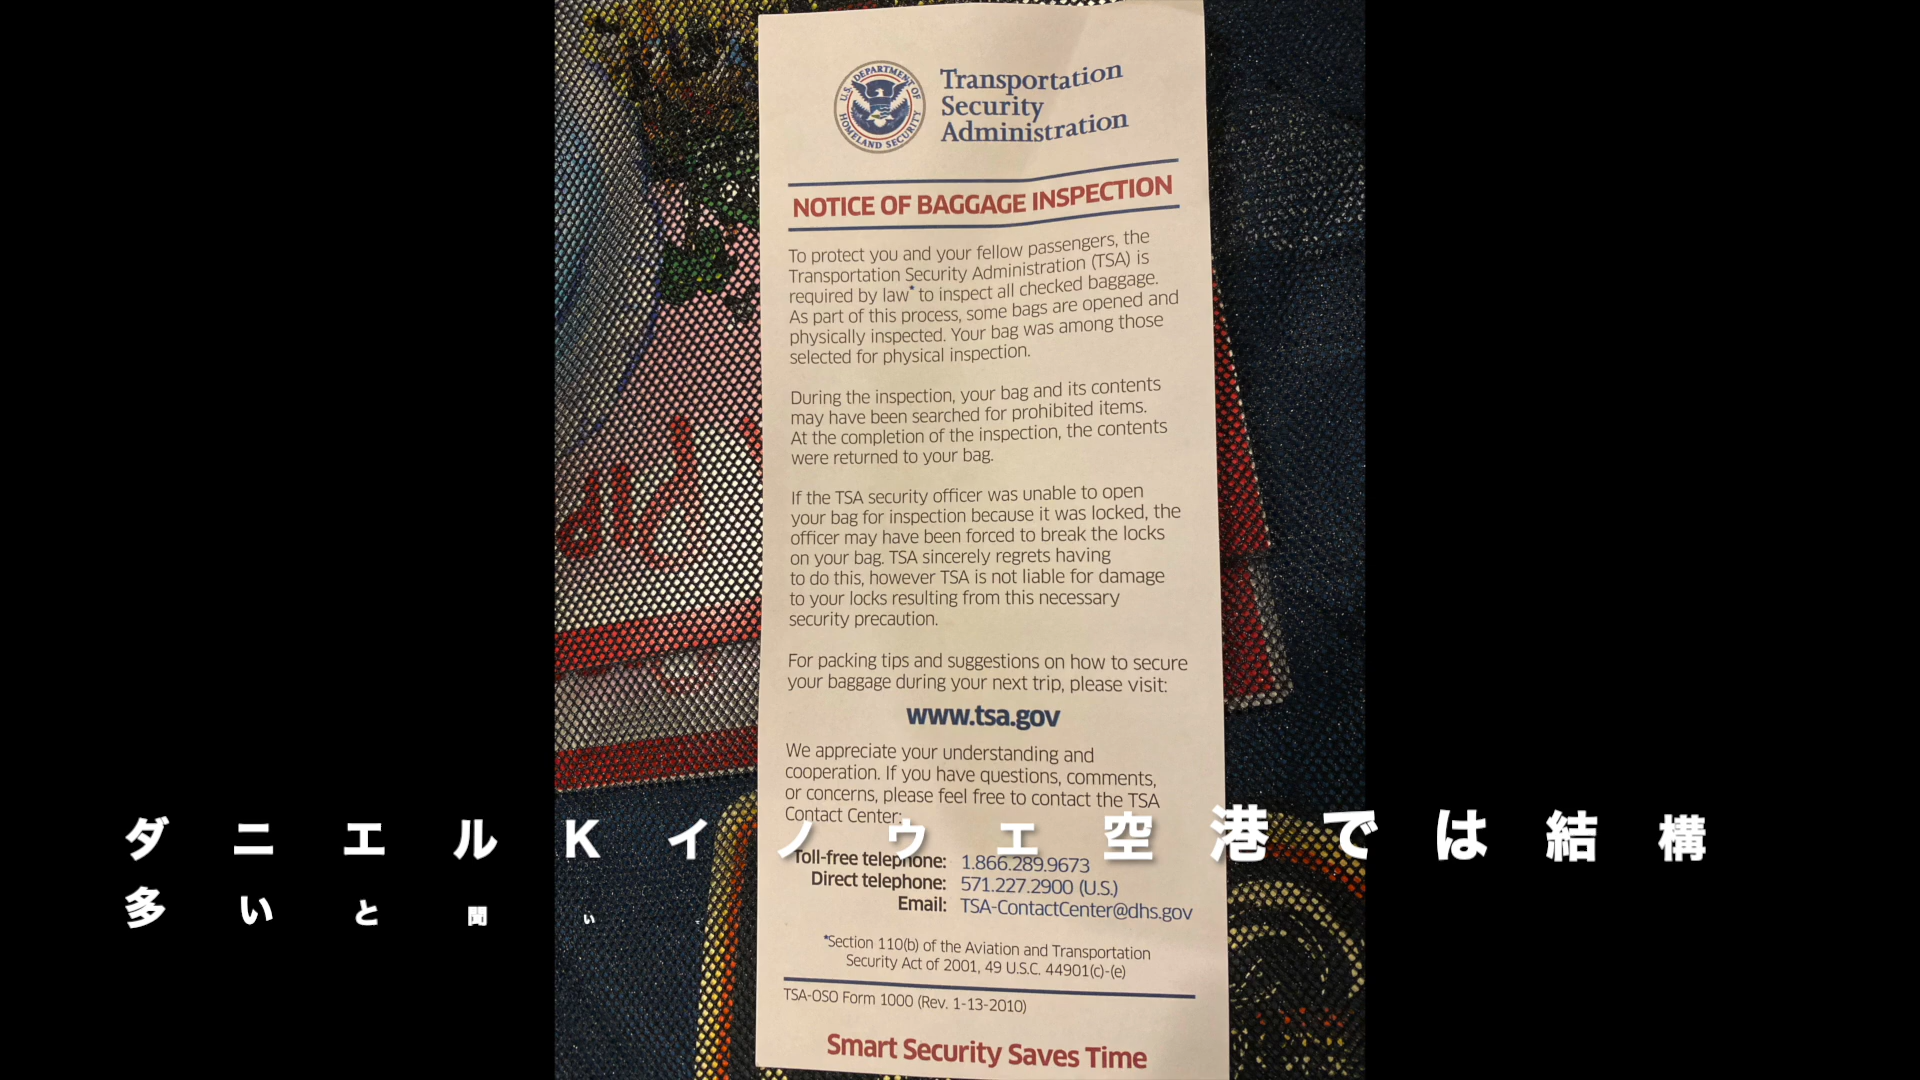 U.S. DEPARTMENT OF HOMELAND SECURITY
Transportation
Security
Administration
NOTICE OF BAGGAGE INSPECTION
To protect you and your fellow passengers, the
Transportation Security Administration (TSA) is
required by law* to inspect all checked baggage.
As part of this process, some bags are opened and
physically inspected. Your bag was among those
selected for physical inspection.
During the inspection, your bag and its contents
may have been searched for prohibited items.
At the completion of the inspection, the contents
were returned to your bag.
If the TSA security officer was unable to open
your bag for inspection because it was locked, the
officer may have been forced to break the locks
on your bag. TSA sincerely regrets having
to do this, however TSA is not liable for damage
to your locks resulting from this necessary
security precaution.
For packing tips and suggestions on how to secure
your baggage during your next trip, please visit:
www.tsa.gov
We appreciate your understanding and
cooperation. If you have questions, comments,
or concerns, please feel free to contact the TSA
Contact Center:
ダニエルKイノウエ空港では結構
多いと聞い
Toll-free telephone: 1.866.289.9673
Direct telephone: 571.227.2900 (U.S.)
Email: TSA-ContactCenter@dhs.gov
*Section 110(b) of the Aviation and Transportation
Security Act of 2001, 49 U.S.C. 44901(c)-(e)
TSA-OSO Form 1000 (Rev. 1-13-2010)
Smart Security Saves Time